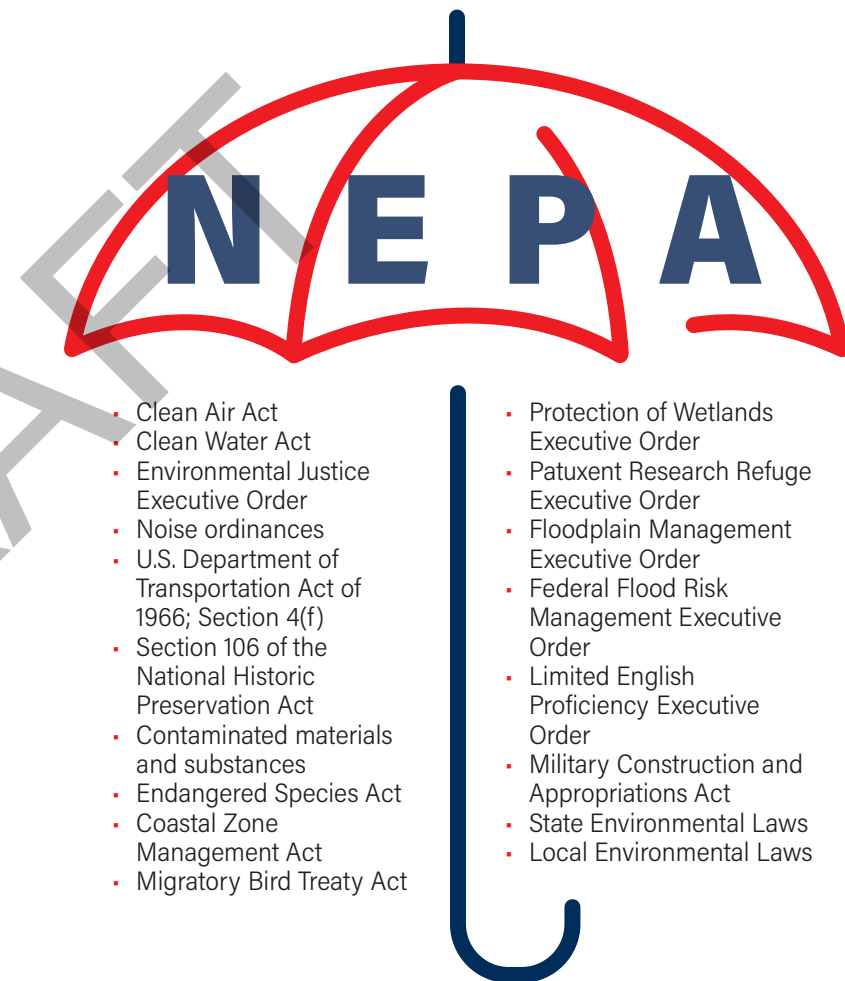 N E P A
· Clean Air Act
· Clean Water Act
· Environmental Justice
Executive Order
· Noise ordinances
· U.S. Department of
Transportation Act of
1966; Section 4(f)
· Section 106 of the
National Historic
Preservation Act
· Contaminated materials
and substances
· Endangered Species Act
· Coastal Zone
Management Act
· Migratory Bird Treaty Act
· Protection of Wetlands
Executive Order
· Patuxent Research Refuge
Executive Order
· Floodplain Management
Executive Order
· Federal Flood Risk
Management Executive
Order
· Limited English
Proficiency Executive
Order
· Military Construction and
Appropriations Act
· State Environmental Laws
· Local Environmental Laws